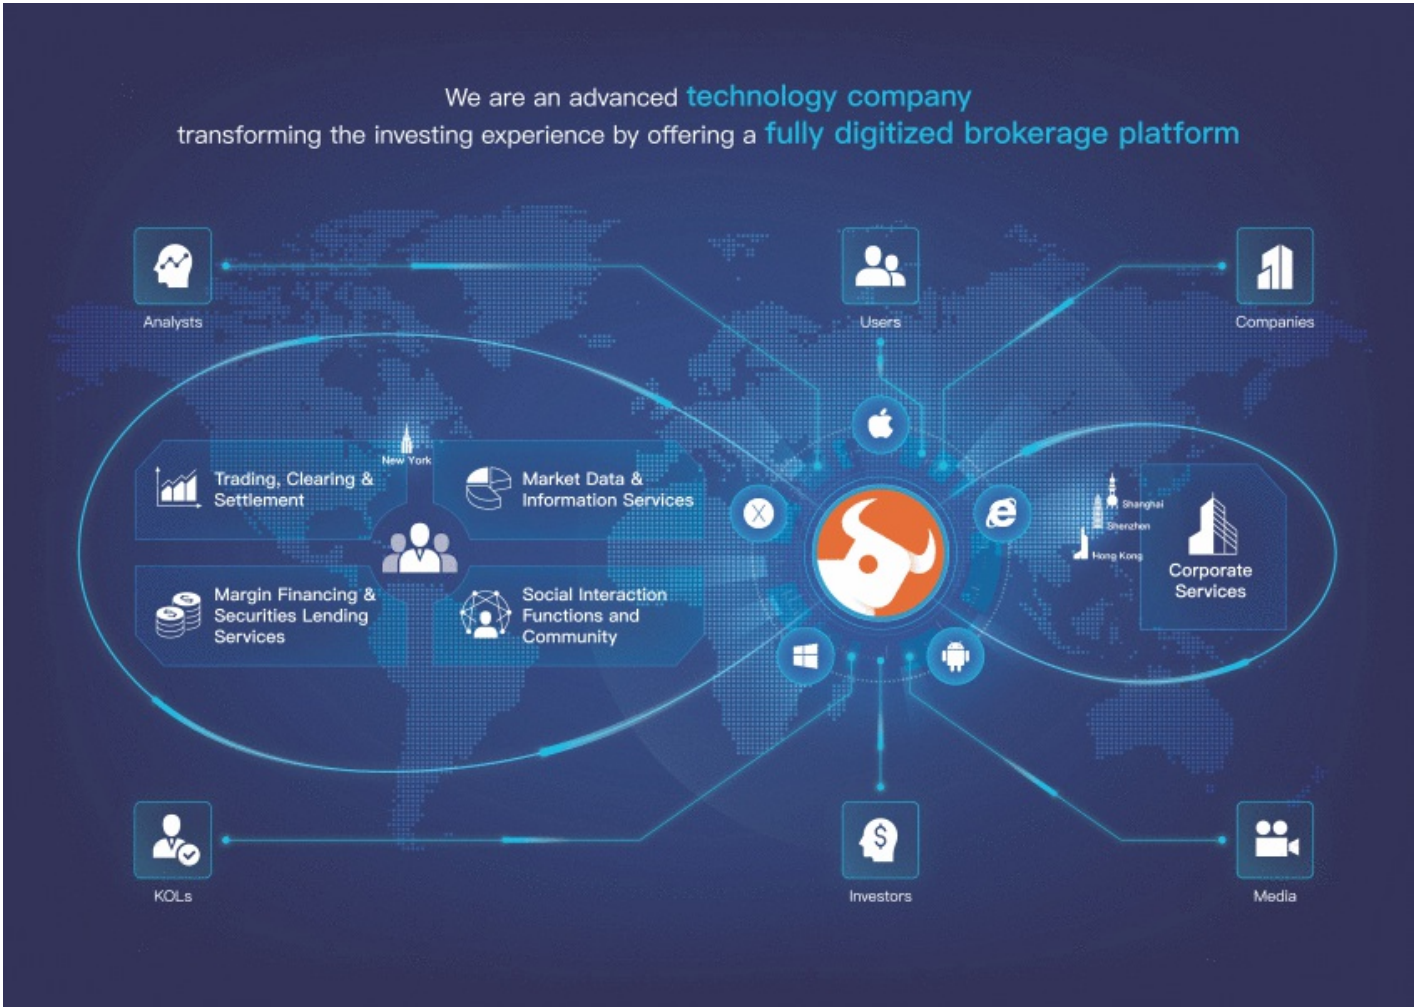 We are an advanced technology company
transforming the investing experience by offering a fully digitized brokerage platform
Analysts
Users
Companies
New York
Trading, Clearing &
Settlement
Market Data &
Information Services
Margin Financing &
Securities Lending
Services
Social Interaction
Functions and
Community
X
Shanghai
Shenzhen
Hong Kong
Corporate
Services
KOLs
Investors
Media